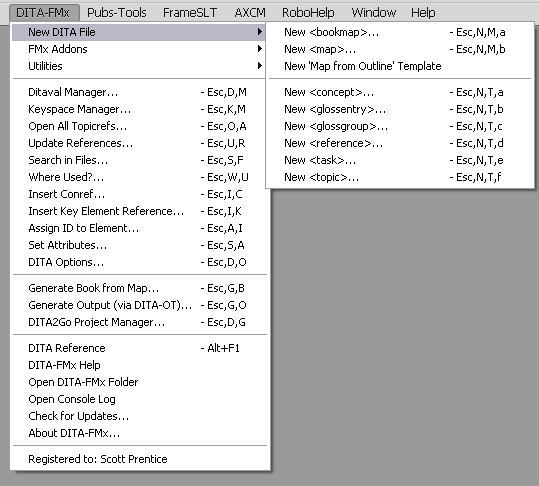 DITA-FMx Pubs-Tools FrameSLT AXCM RoboHelp Window Help
New DITA File
FMx Addons
Utilities
Ditaval Manager... - Esc,D,M
Keyspace Manager... - Esc,K,M
Open All Topicrefs... - Esc,O,A
Update References... - Esc,U,R
Search in Files... - Esc,S,F
Where Used?... - Esc,W,U
Insert Conref... - Esc,I,C
Insert Key Element Reference... - Esc,I,K
Assign ID to Element... - Esc,A,I
Set Attributes... - Esc,S,A
DITA Options... - Esc,D,O
Generate Book from Map... - Esc,G,B
Generate Output (via DITA-OT)... - Esc,G,O
DITA2Go Project Manager... - Esc,D,G
DITA Reference - Alt+F1
DITA-FMx Help
Open DITA-FMx Folder
Open Console Log
Check for Updates...
About DITA-FMx...
Registered to: Scott Prentice
New <bookmap>... - Esc,N,M,a
New <map>... - Esc,N,M,b
New 'Map from Outline' Template
New <concept>... - Esc,N,T,a
New <glossentry>... - Esc,N,T,b
New <glossgroup>... - Esc,N,T,c
New <reference>... - Esc,N,T,d
New <task>... - Esc,N,T,e
New <topic>... - Esc,N,T,f